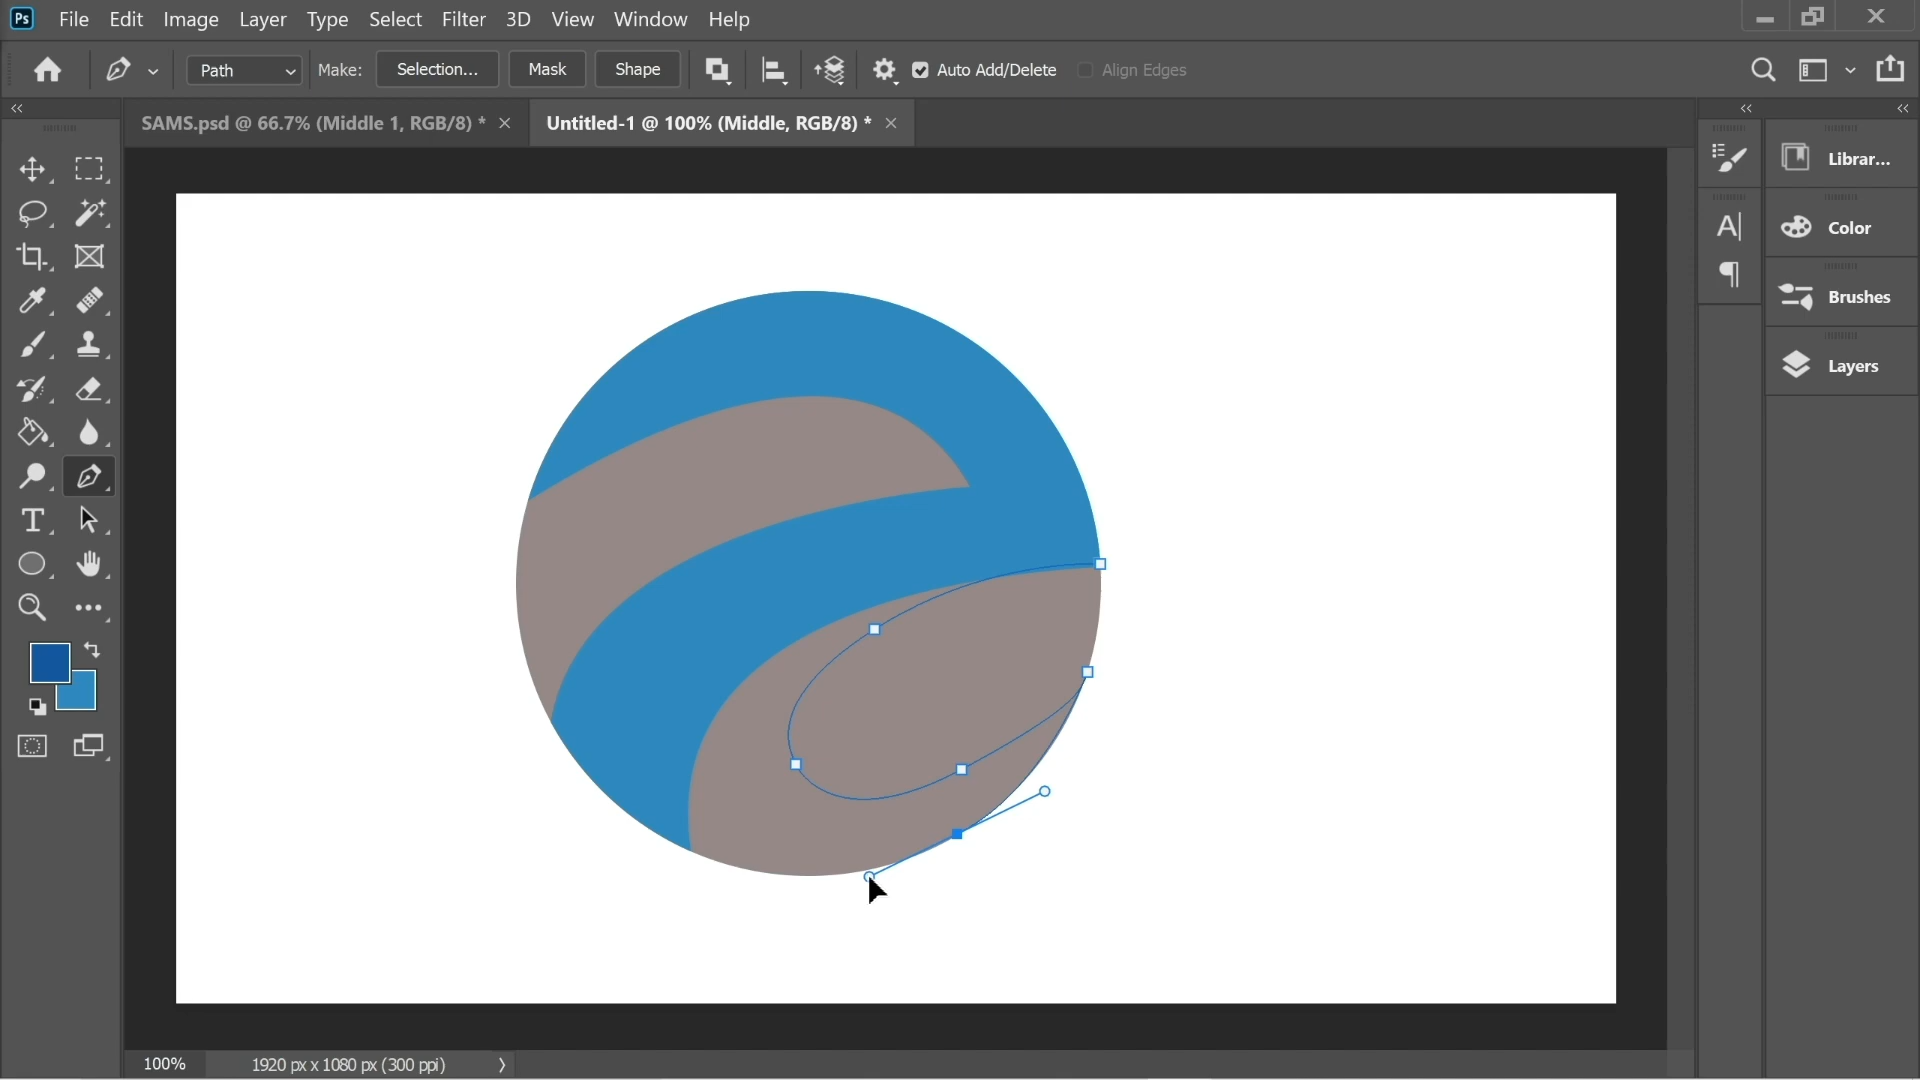 Ps File Edit Image Layer Type Select Filter 3D View Window Help
Path Make: Selection... Mask Shape Auto Add/Delete Align Edges
SAMS.psd @ 66.7% (Middle 1, RGB/8) * × Untitled-1 @ 100% (Middle, RGB/8) * ×
Librar...
Color
Brushes
Layers
100% 1920 px x 1080 px (300 ppi)